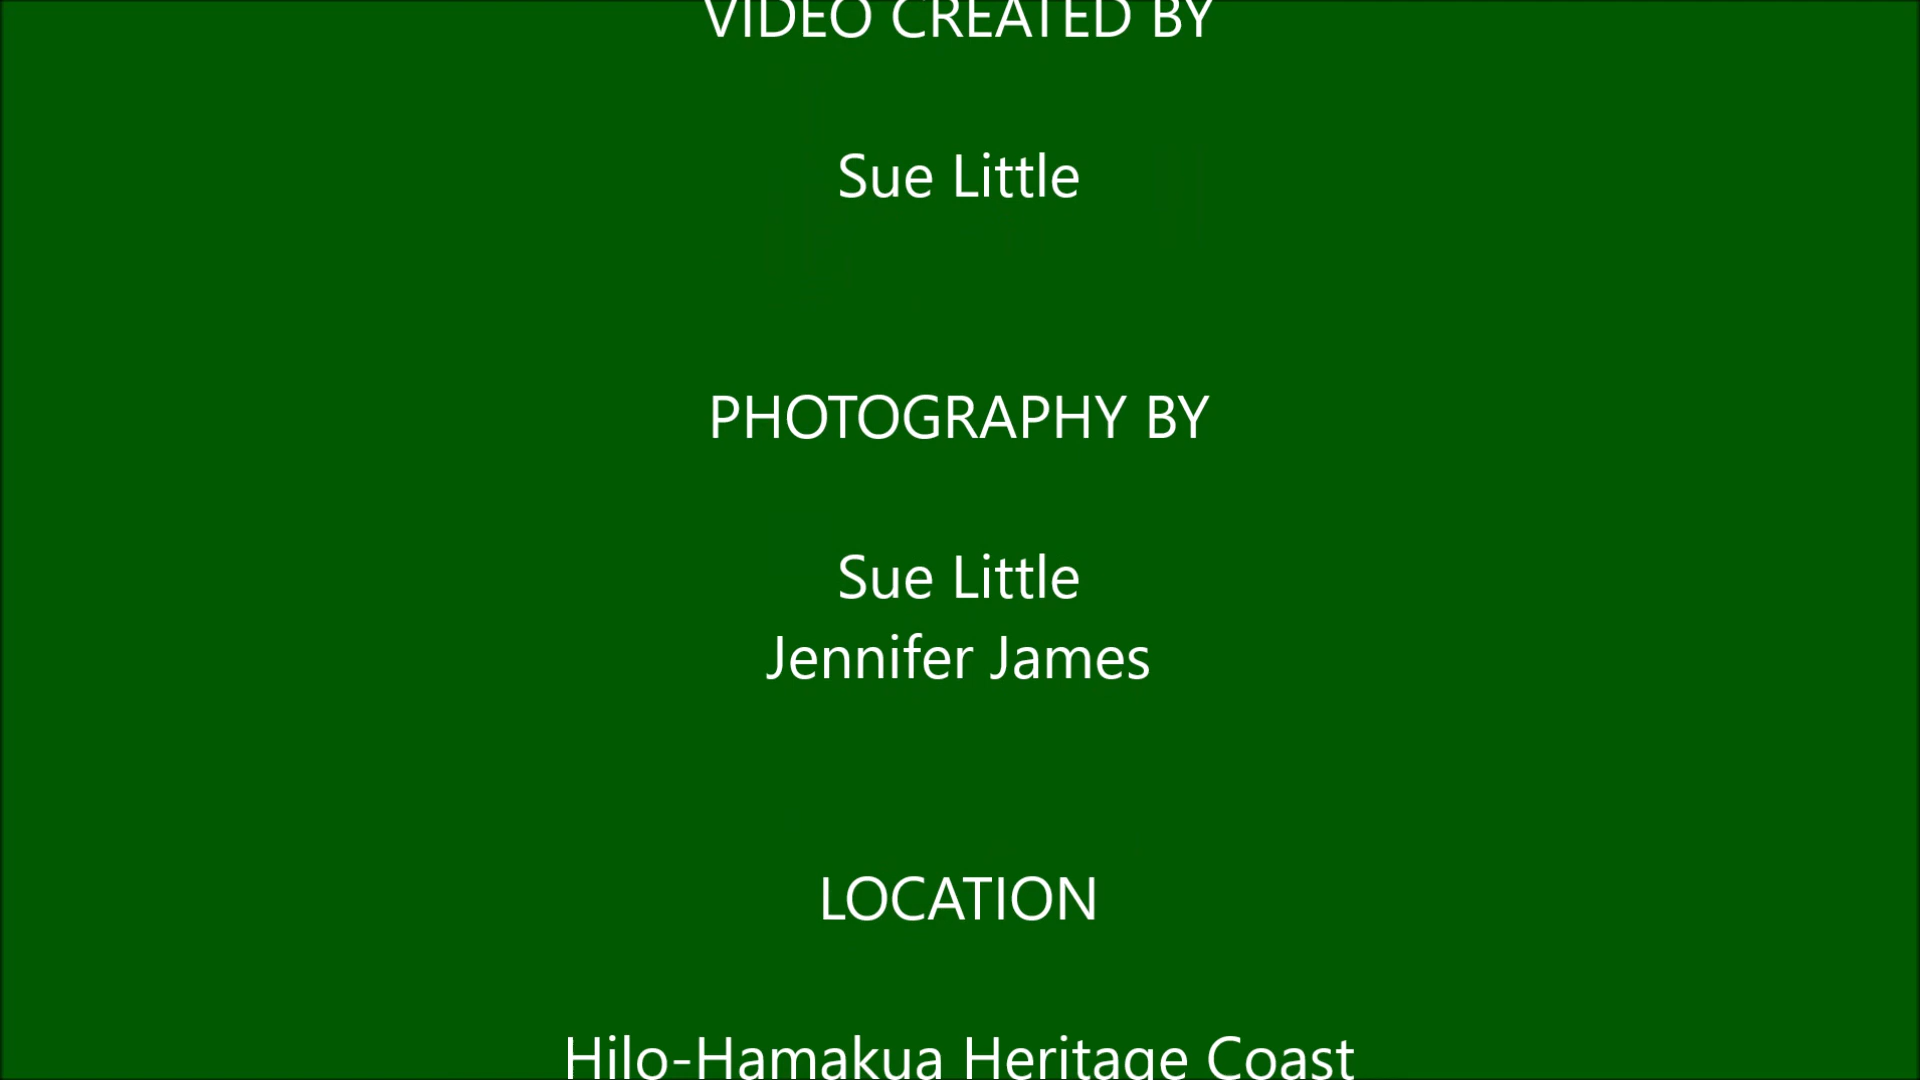 VIDEO CREATED BY
Sue Little
PHOTOGRAPHY BY
Sue Little
Jennifer James
LOCATION
Hilo-Hamakua Heritage Coast